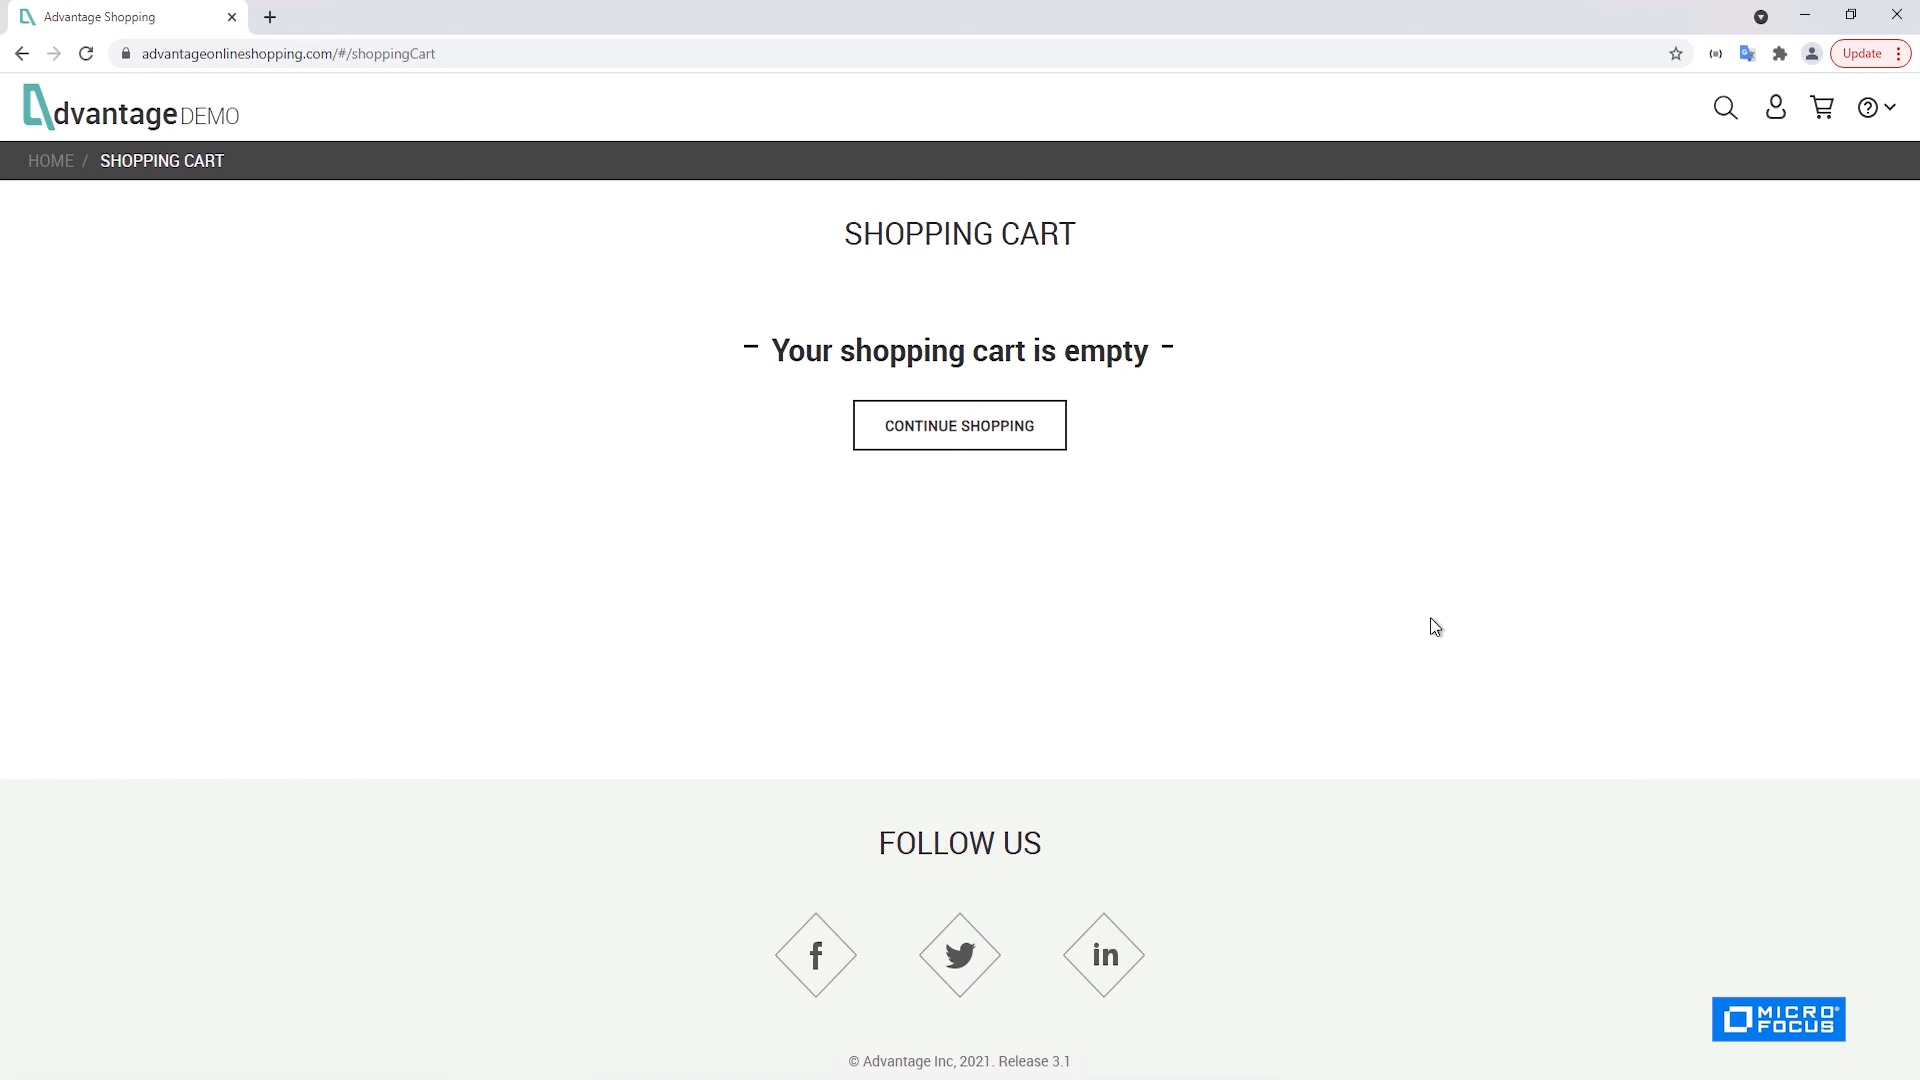 Advantage Shopping
advantageonlineshopping.com/#/shoppingCart
Update
dvantage DEMO
HOME / SHOPPING CART
SHOPPING CART
- Your shopping cart is empty -
CONTINUE SHOPPING
FOLLOW US
f
in
MICRO
FOCUS
© Advantage Inc, 2021. Release 3.1